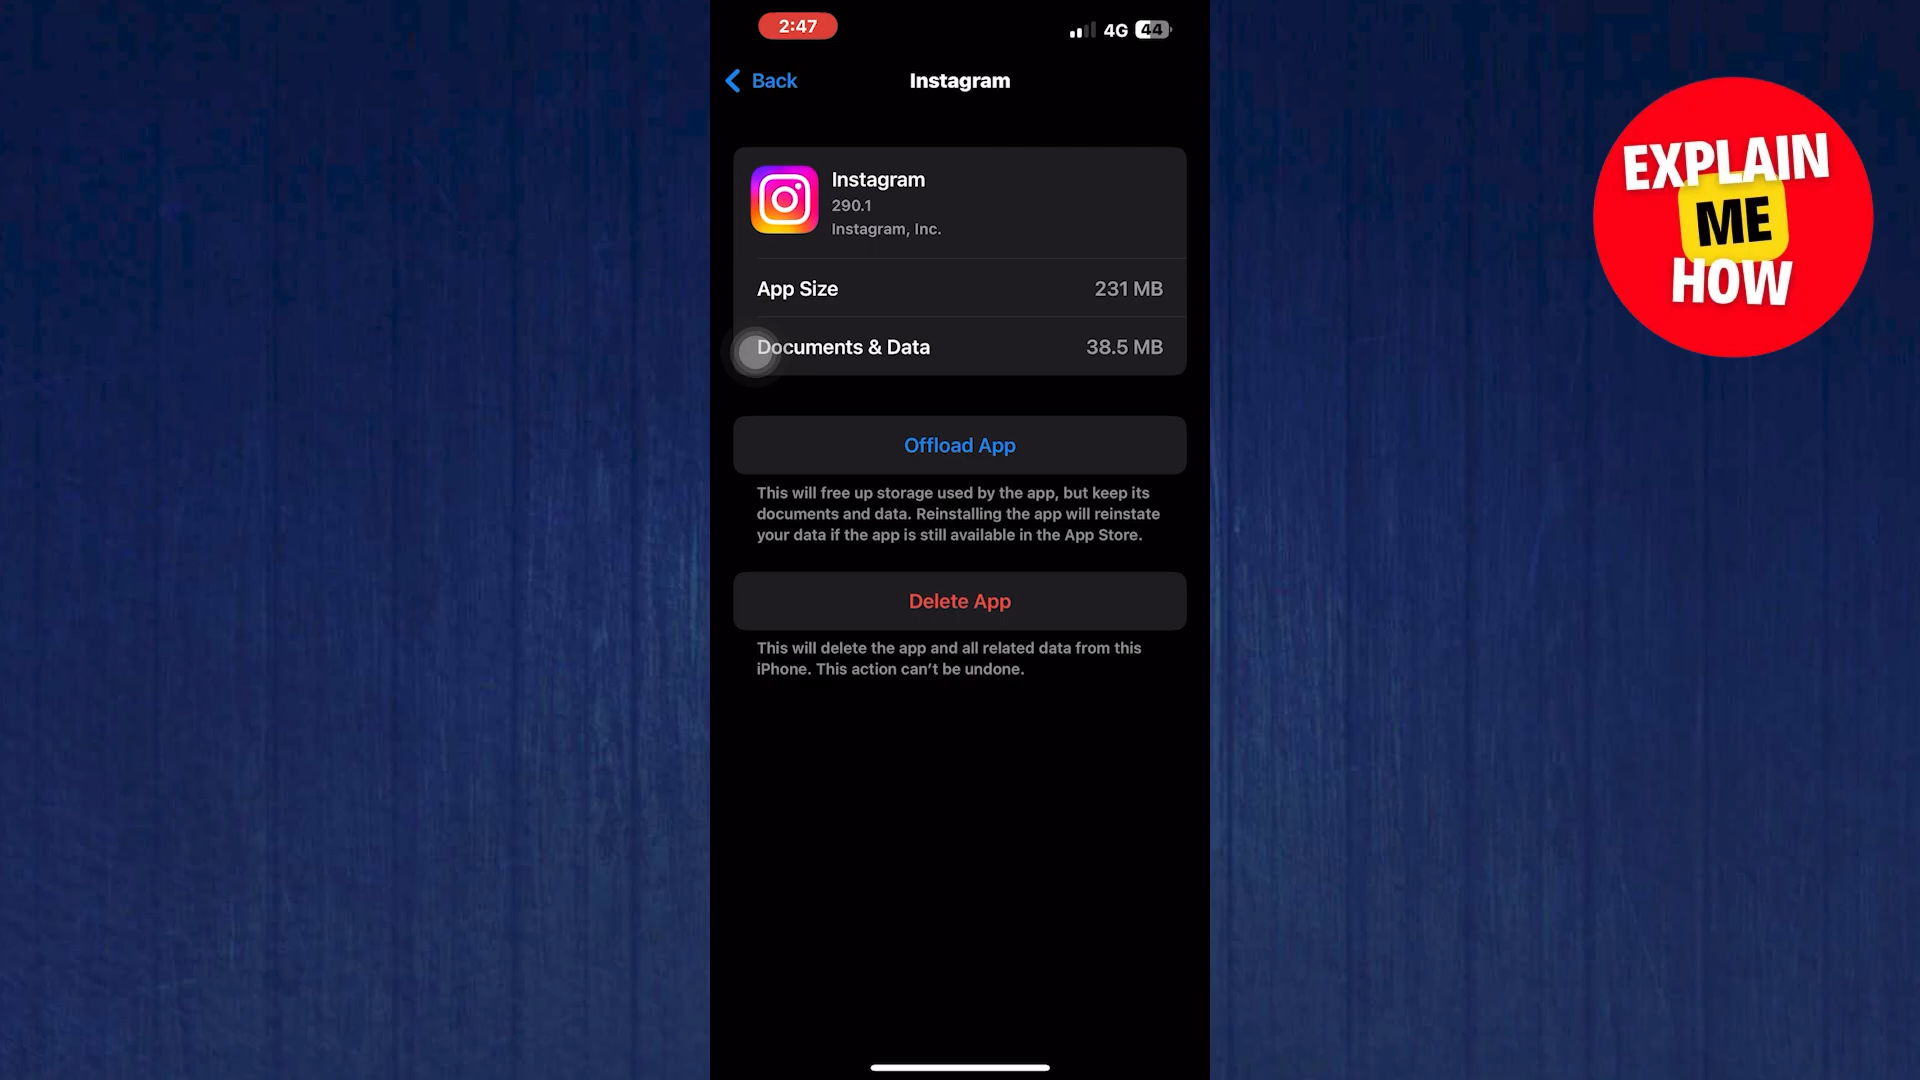 2:47
4G 44
Back
Instagram
EXPLAIN
ME
HOW
Instagram
290.1
Instagram, Inc.
App Size 231 MB
Documents & Data 38.5 MB
Offload App
This will free up storage used by the app, but keep its
documents and data. Reinstalling the app will reinstate
your data if the app is still available in the App Store.
Delete App
This will delete the app and all related data from this
iPhone. This action can’t be undone.